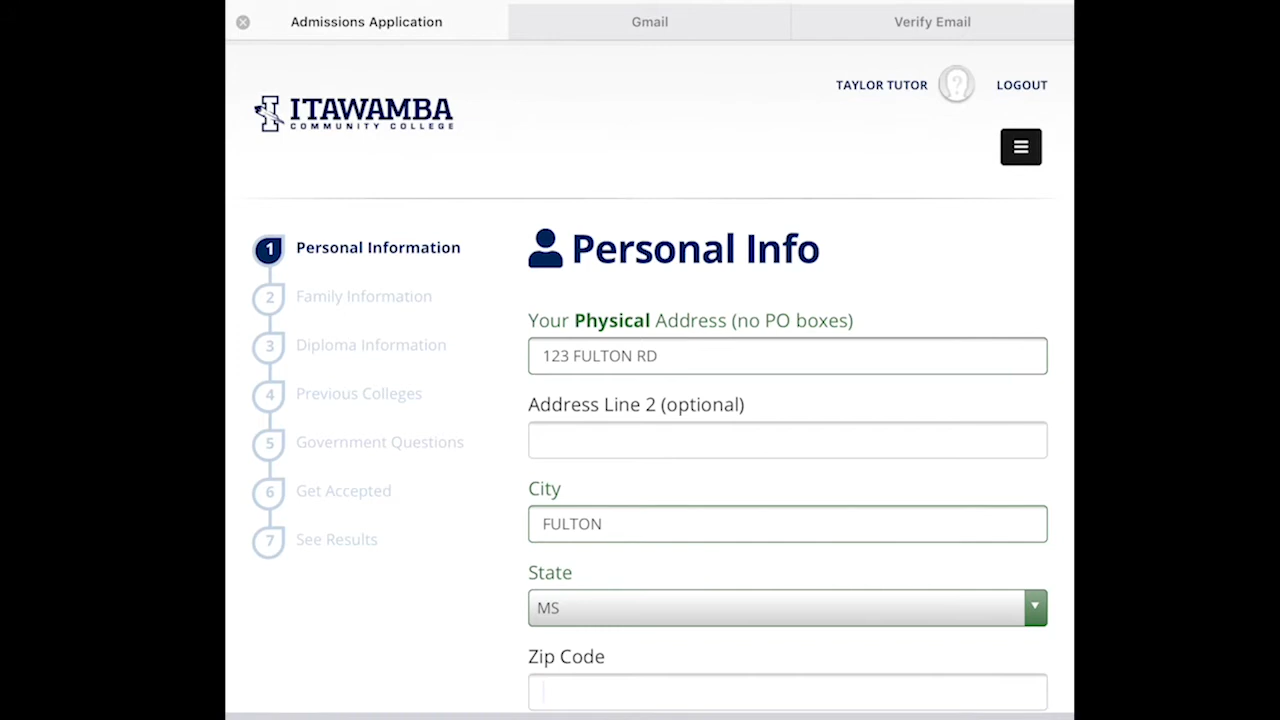 Admissions Application
Gmail
Verify Email
TAYLOR TUTOR
?
LOGOUT
I ITAWAMBA
COMMUNITY COLLEGE
1 Personal Information
2 Family Information
3 Diploma Information
4 Previous Colleges
5 Government Questions
6 Get Accepted
7 See Results
Personal Info
Your Physical Address (no PO boxes)
123 FULTON RD
Address Line 2 (optional)
City
FULTON
State
MS
Zip Code